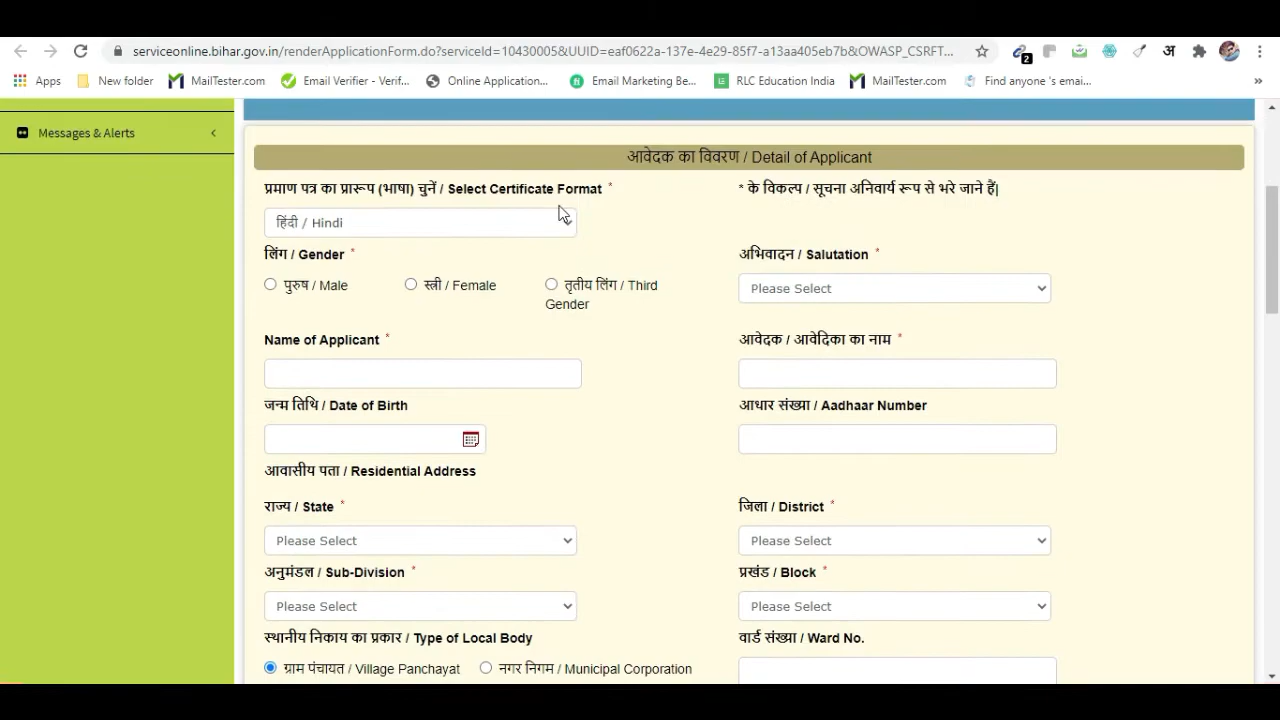 serviceonline.bihar.gov.in/renderApplicationForm.do?serviceId=10430005&UUID=eaf0622a-137e-4e29-85f7-a13aa405eb7b&OWASP_CSRFT...
अ
2
Apps New folder MailTester.com Email Verifier - Verif... Online Application... Email Marketing Be... RLC Education India MailTester.com Find anyone 's emai... »
Messages & Alerts
आवेदक का विवरण / Detail of Applicant
प्रमाण पत्र का प्रारूप (भाषा) चुनें / Select Certificate Format *
* के विकल्प / सूचना अनिवार्य रूप से भरे जाने हैं|
हिंदी / Hindi
लिंग / Gender *
अभिवादन / Salutation *
पुरुष / Male स्त्री / Female तृतीय लिंग / Third
Gender
Please Select
Name of Applicant *
आवेदक / आवेदिका का नाम *
जन्म तिथि / Date of Birth
आधार संख्या / Aadhaar Number
आवासीय पता / Residential Address
राज्य / State *
जिला / District *
Please Select
Please Select
अनुमंडल / Sub-Division *
प्रखंड / Block *
Please Select
Please Select
स्थानीय निकाय का प्रकार / Type of Local Body
वार्ड संख्या / Ward No.
ग्राम पंचायत / Village Panchayat नगर निगम / Municipal Corporation